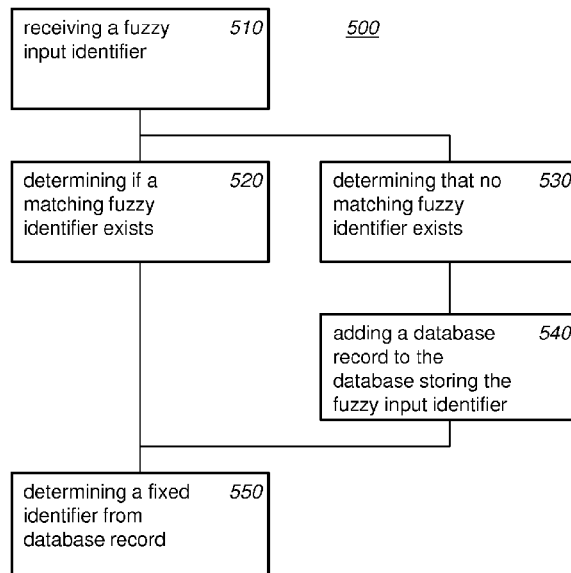 receiving a fuzzy 510
input identifier
500
determining if a 520
matching fuzzy
identifier exists
determining that no 530
matching fuzzy
identifier exists
adding a database 540
record to the
database storing the
fuzzy input identifier
determining a fixed 550
identifier from
database record